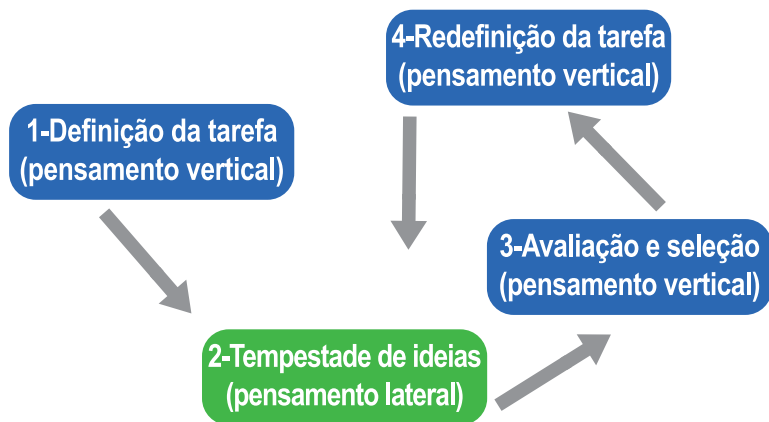 1-Definição da tarefa
(pensamento vertical)
2-Tempestade de ideias
(pensamento lateral)
3-Avaliação e seleção
(pensamento vertical)
4-Redefinição da tarefa
(pensamento vertical)